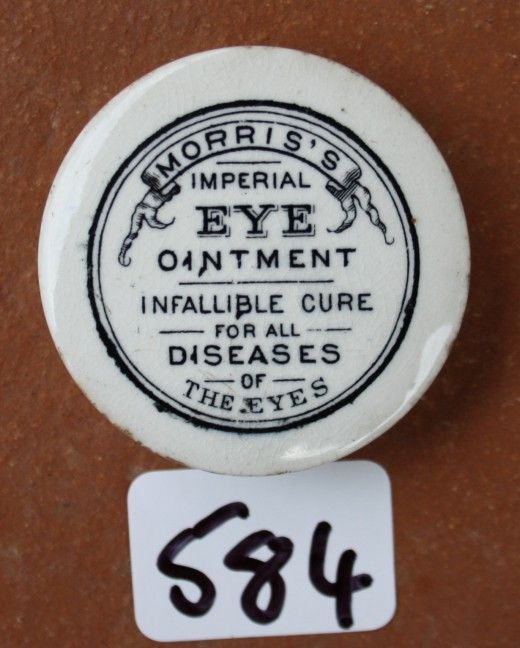 MORRIS'S
IMPERIAL
EYE
OINTMENT
INFALLIBLE CURE
FOR ALL
DISEASES
OF
THE EYES
584